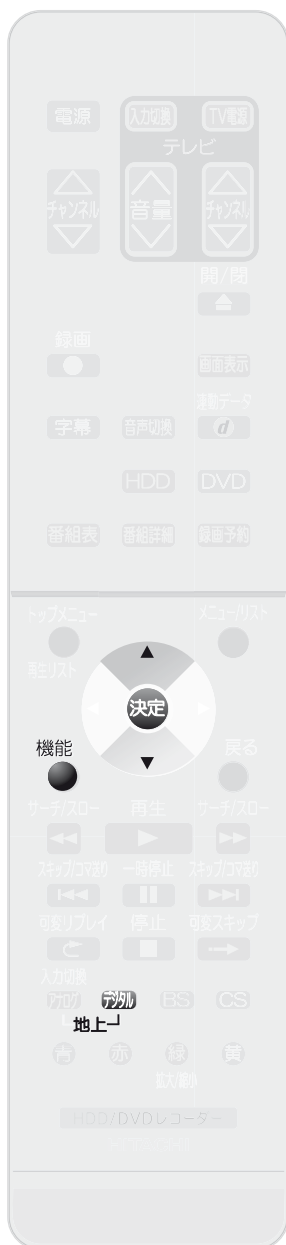 電源 入力切換 TV電源
テレビ
チャンネル 音量 チャンネル
開/閉
録画
画面表示
連動データ
字幕 音声切換 d
HDD DVD
番組表 番組詳細 録画予約
トップメニュー メニュー/リスト
再生リスト
決定
機能 戻る
サーチ/スロー 再生 サーチ/スロー
スキップ/コマ送り 一時停止 スキップ/コマ送り
可変リプレイ 停止 可変スキップ
入力切換
アナログ デジタル BS CS
地上
青 赤 緑 黄
拡大/縮小
HDD/DVDレコーダー